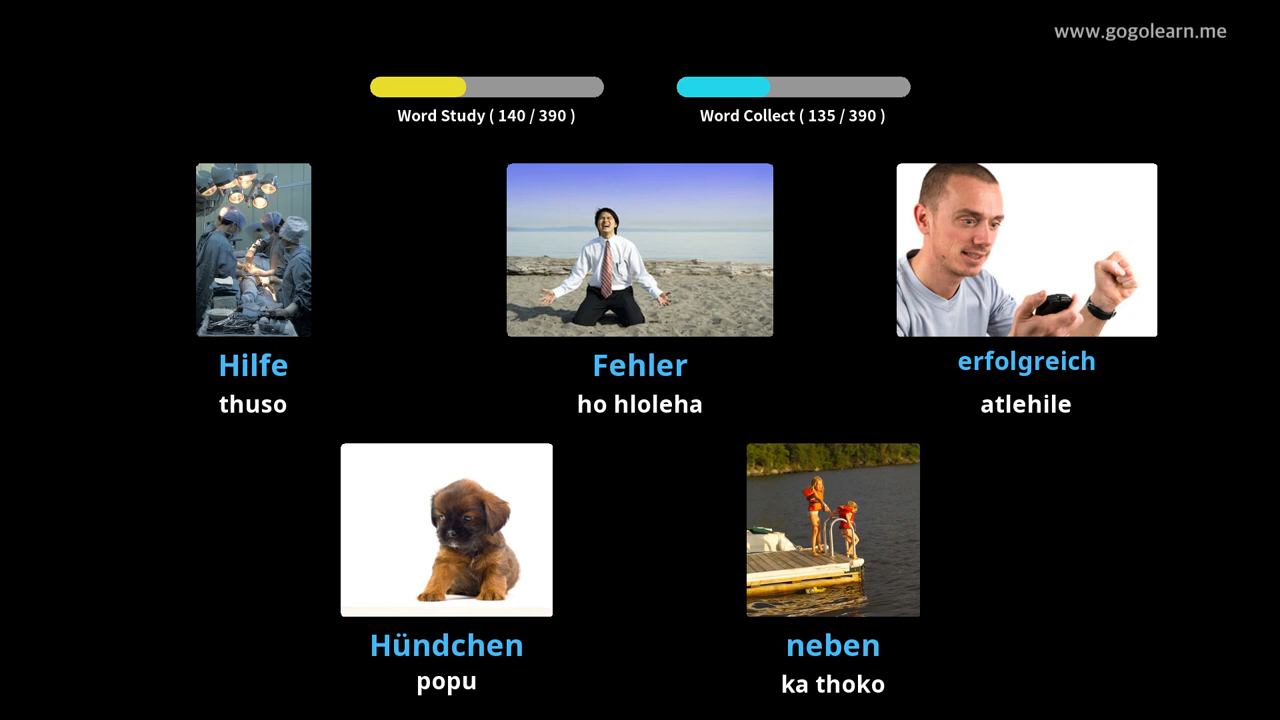 www.gogolearn.me
Word Study ( 140 / 390 )
Word Collect ( 135 / 390 )
Hilfe
thuso
Fehler
ho hloleha
erfolgreich
atlehile
Hündchen
popu
neben
ka thoko